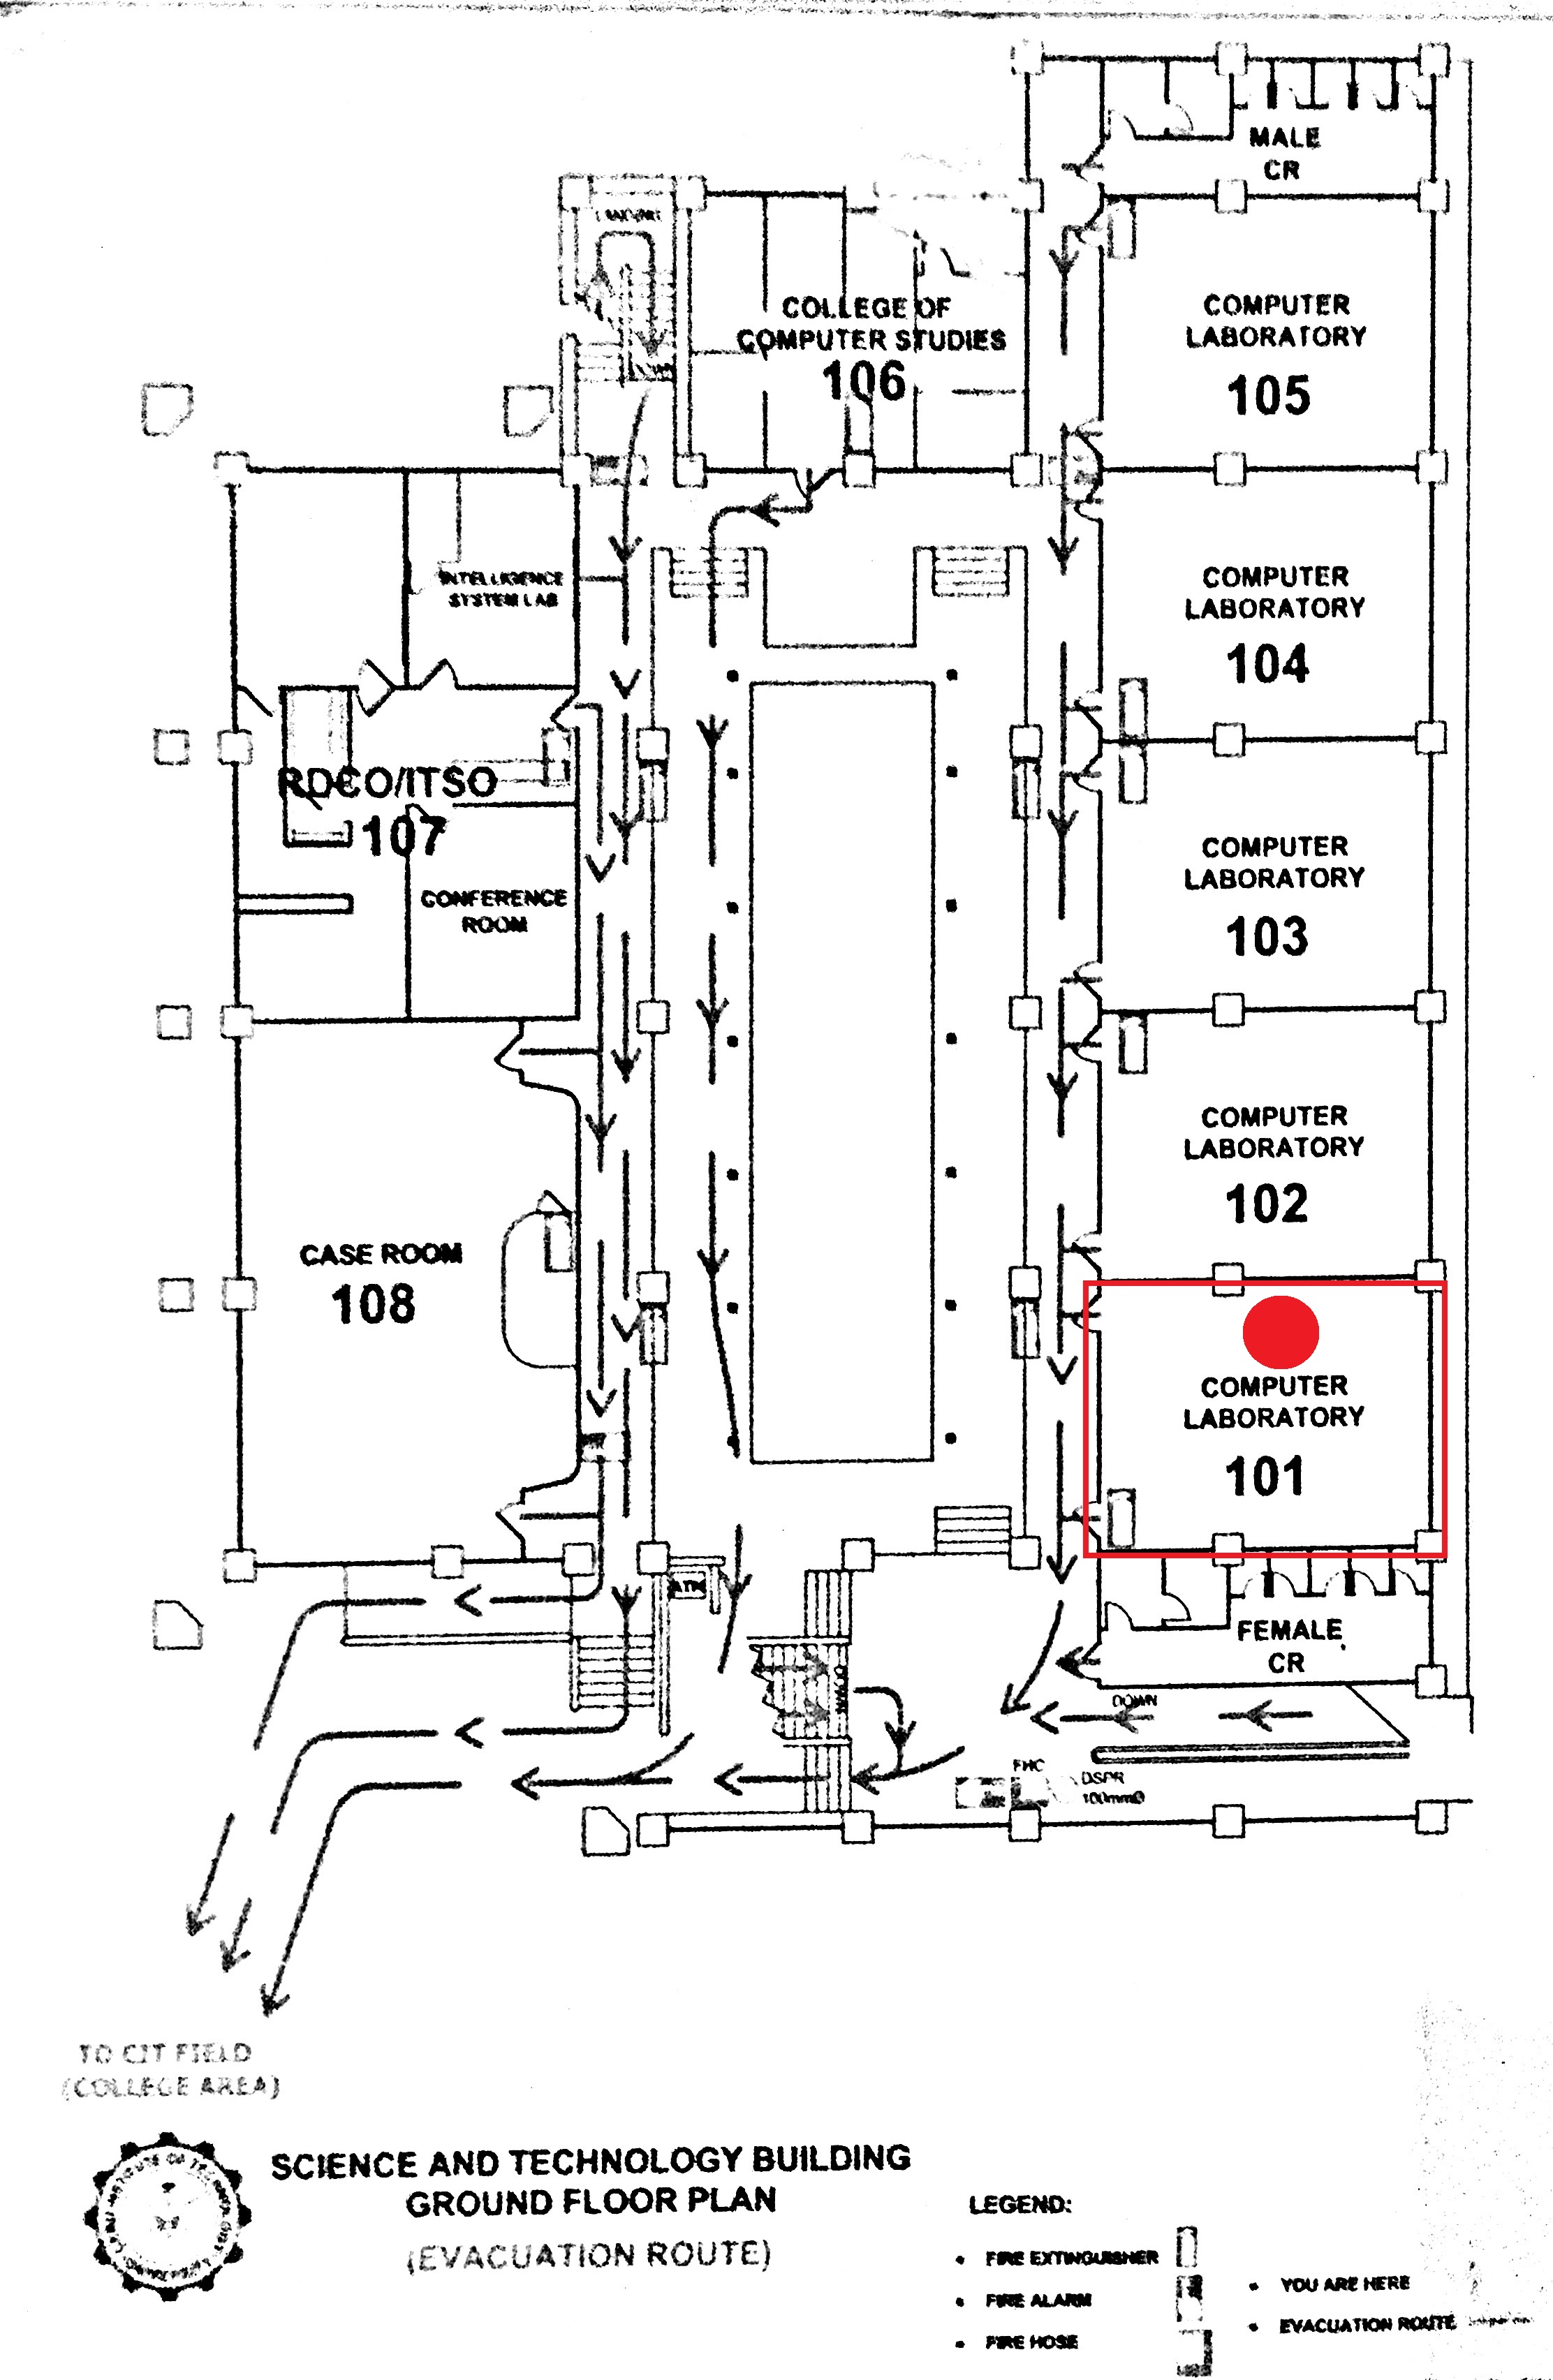 MALE
CR
COLLEGE OF
COMPUTER STUDIES
106
COMPUTER
LABORATORY
105
INTELLIGENCE
SYSTEM LAB
COMPUTER
LABORATORY
104
RDCO/ITSO
107
CONFERENCE
ROOM
COMPUTER
LABORATORY
103
COMPUTER
LABORATORY
102
CASE ROOM
108
COMPUTER
LABORATORY
101
ATM
FEMALE
CR
DOWN
DOWN
FHC
DSPR
100mmØ
TO CIT FIELD
(COLLEGE AREA)
SCIENCE AND TECHNOLOGY BUILDING
GROUND FLOOR PLAN
(EVACUATION ROUTE)
LEGEND:
• FIRE EXTINGUISHER
• FIRE ALARM
• FIRE HOSE
• YOU ARE HERE
• EVACUATION ROUTE